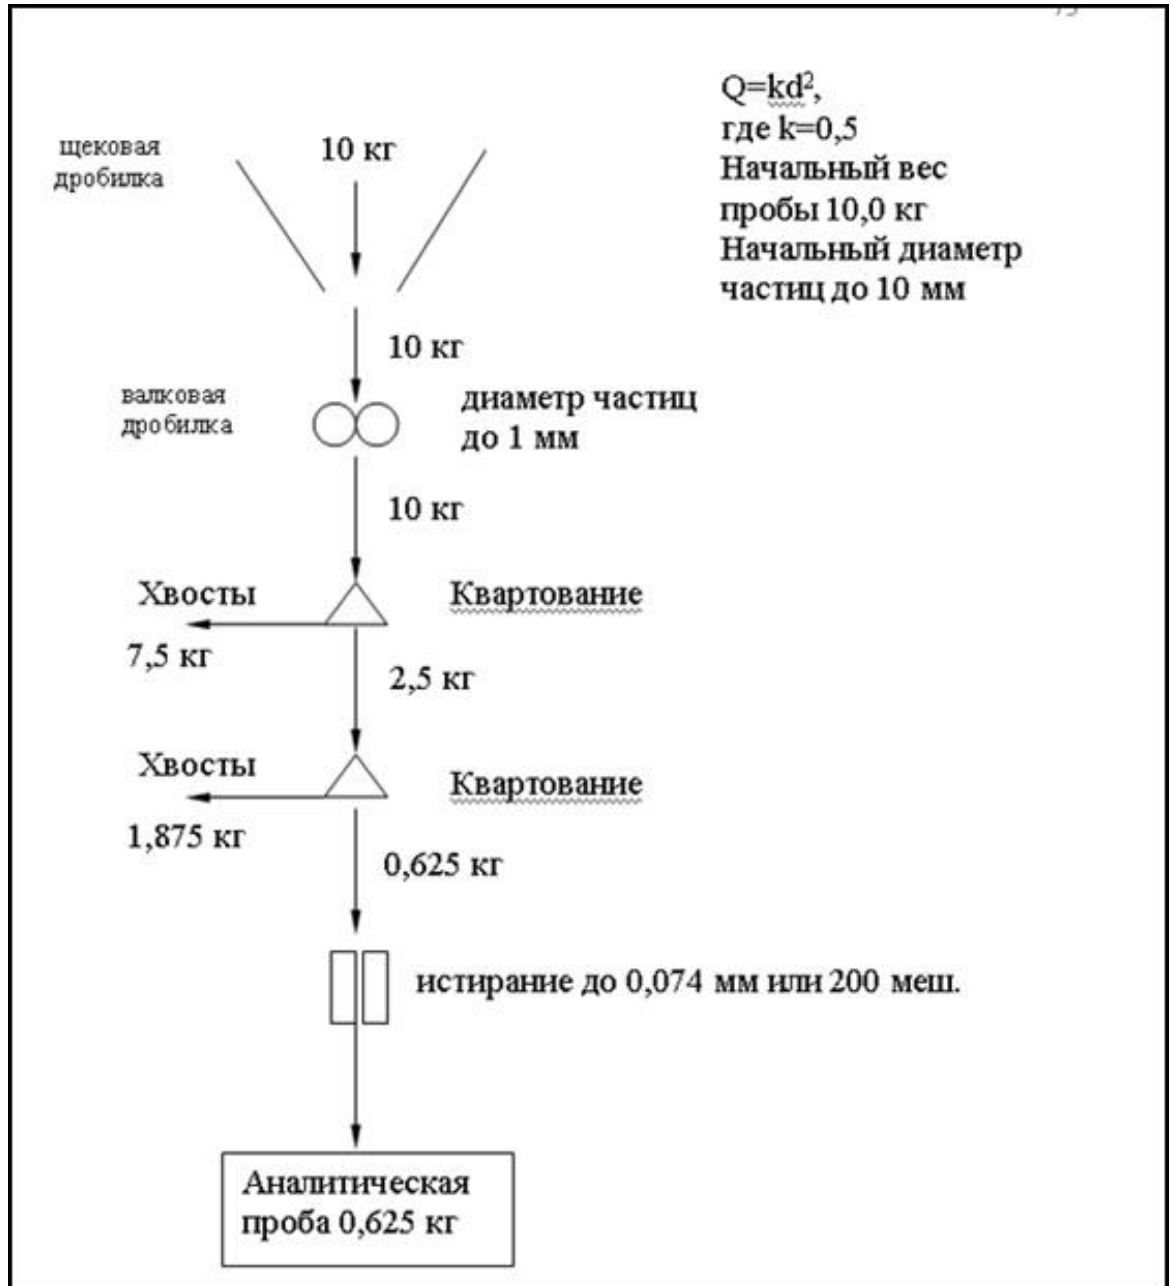 щековая
дробилка
10 кг
Q=kd²,
где k=0,5
Начальный вес
пробы 10,0 кг
Начальный диаметр
частиц до 10 мм
10 кг
валковая
дробилка
диаметр частиц
до 1 мм
10 кг
Хвосты
Квартование
7,5 кг
2,5 кг
Хвосты
Квартование
1,875 кг
0,625 кг
истирание до 0,074 мм или 200 меш.
Аналитическая
проба 0,625 кг